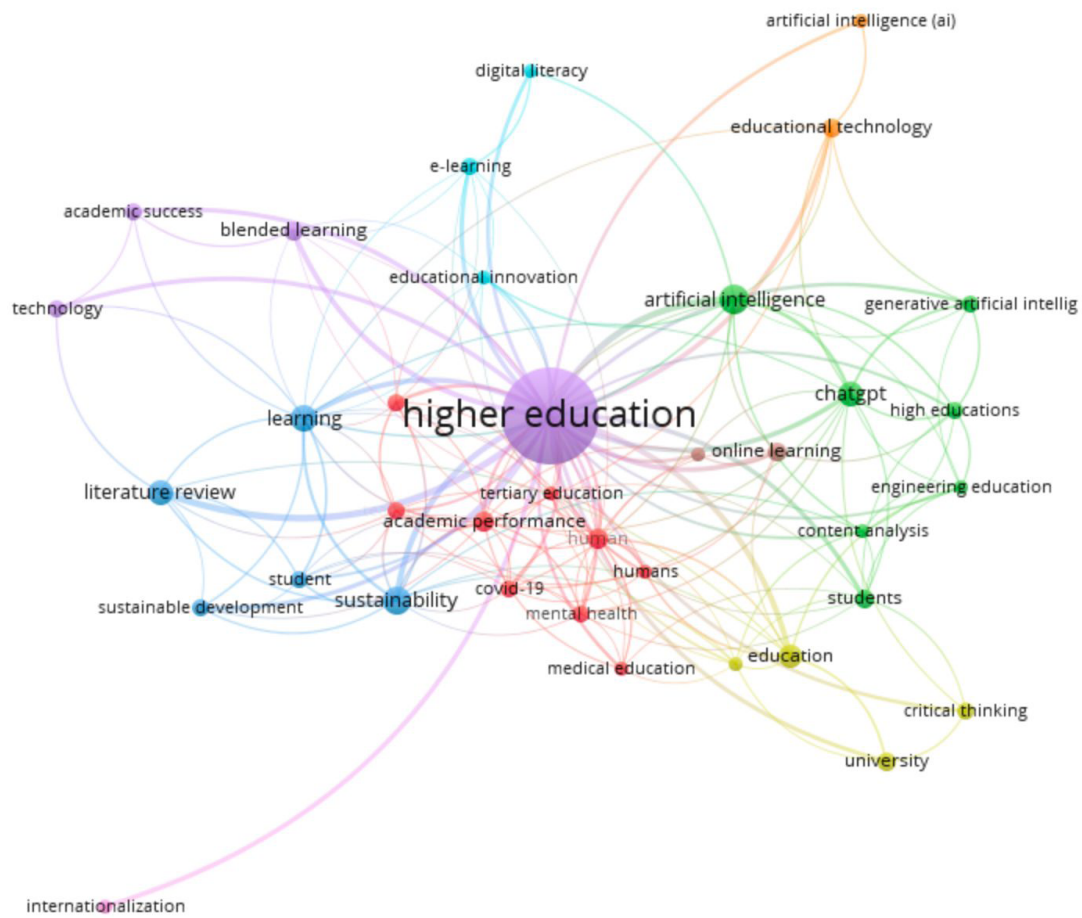 artificial intelligence (ai)
digital literacy
educational technology
e-learning
academic success
blended learning
educational innovation
artificial intelligence
generative artificial intellig
technology
chatgpt
high educations
higher education
learning
online learning
literature review
tertiary education
engineering education
academic performance
content analysis
human
student
humans
covid-19
students
sustainability
sustainable development
mental health
education
medical education
critical thinking
university
internationalization